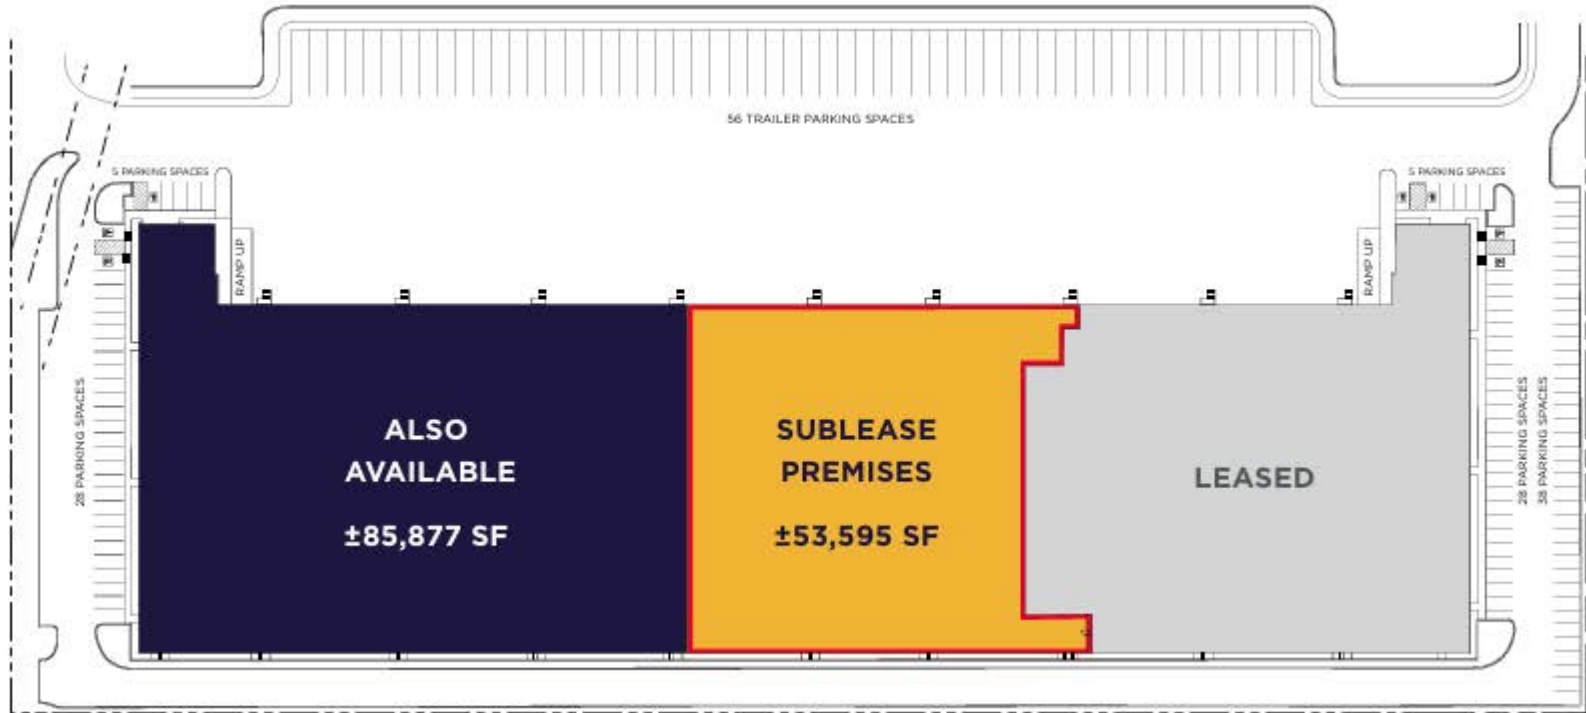 56 TRAILER PARKING SPACES
5 PARKING SPACES
5 PARKING SPACES
RAMP UP
RAMP UP
28 PARKING SPACES
ALSO
AVAILABLE
±85,877 SF
SUBLEASE
PREMISES
±53,595 SF
LEASED
28 PARKING SPACES
38 PARKING SPACES